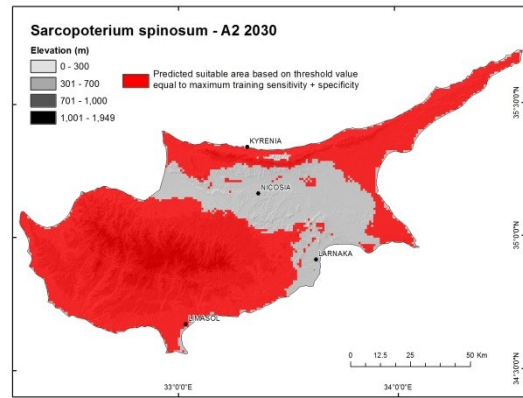 Sarcopoterium spinosum - A2 2030
Elevation (m)
0 - 300
301 - 700
701 - 1,000
1,001 - 1,949
Predicted suitable area based on threshold value
equal to maximum training sensitivity + specificity
KYRENIA
NICOSIA
LARNAKA
LIMASOL
0 12.5 25 50 Km
33°0'0"E 34°0'0"E
35°30'0"N
35°0'0"N
34°30'0"N